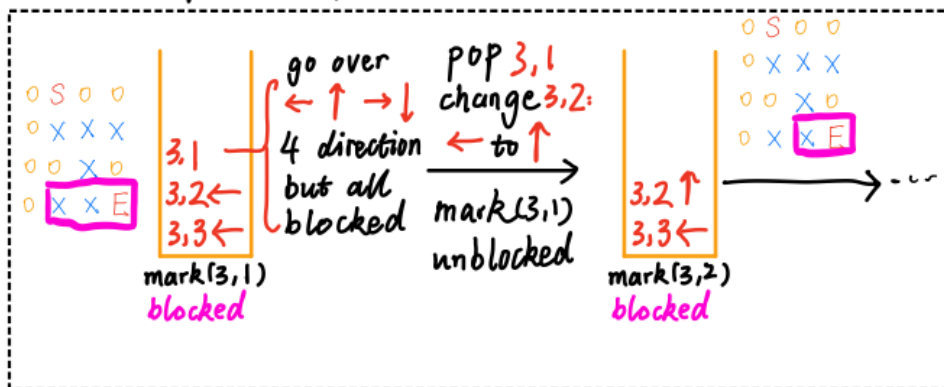 O S O O
O X X X
O O X O
O X X E
3,1
3,2 ←
3,3 ←
mark(3,1)
blocked
go over
← ↑ → ↓
4 direction
but all
blocked
pop 3,1
change 3,2:
← to ↑
mark(3,1)
unblocked
3,2 ↑
3,3 ←
mark(3,2)
blocked
O S O O
O X X X
O O X O
O X X E
...